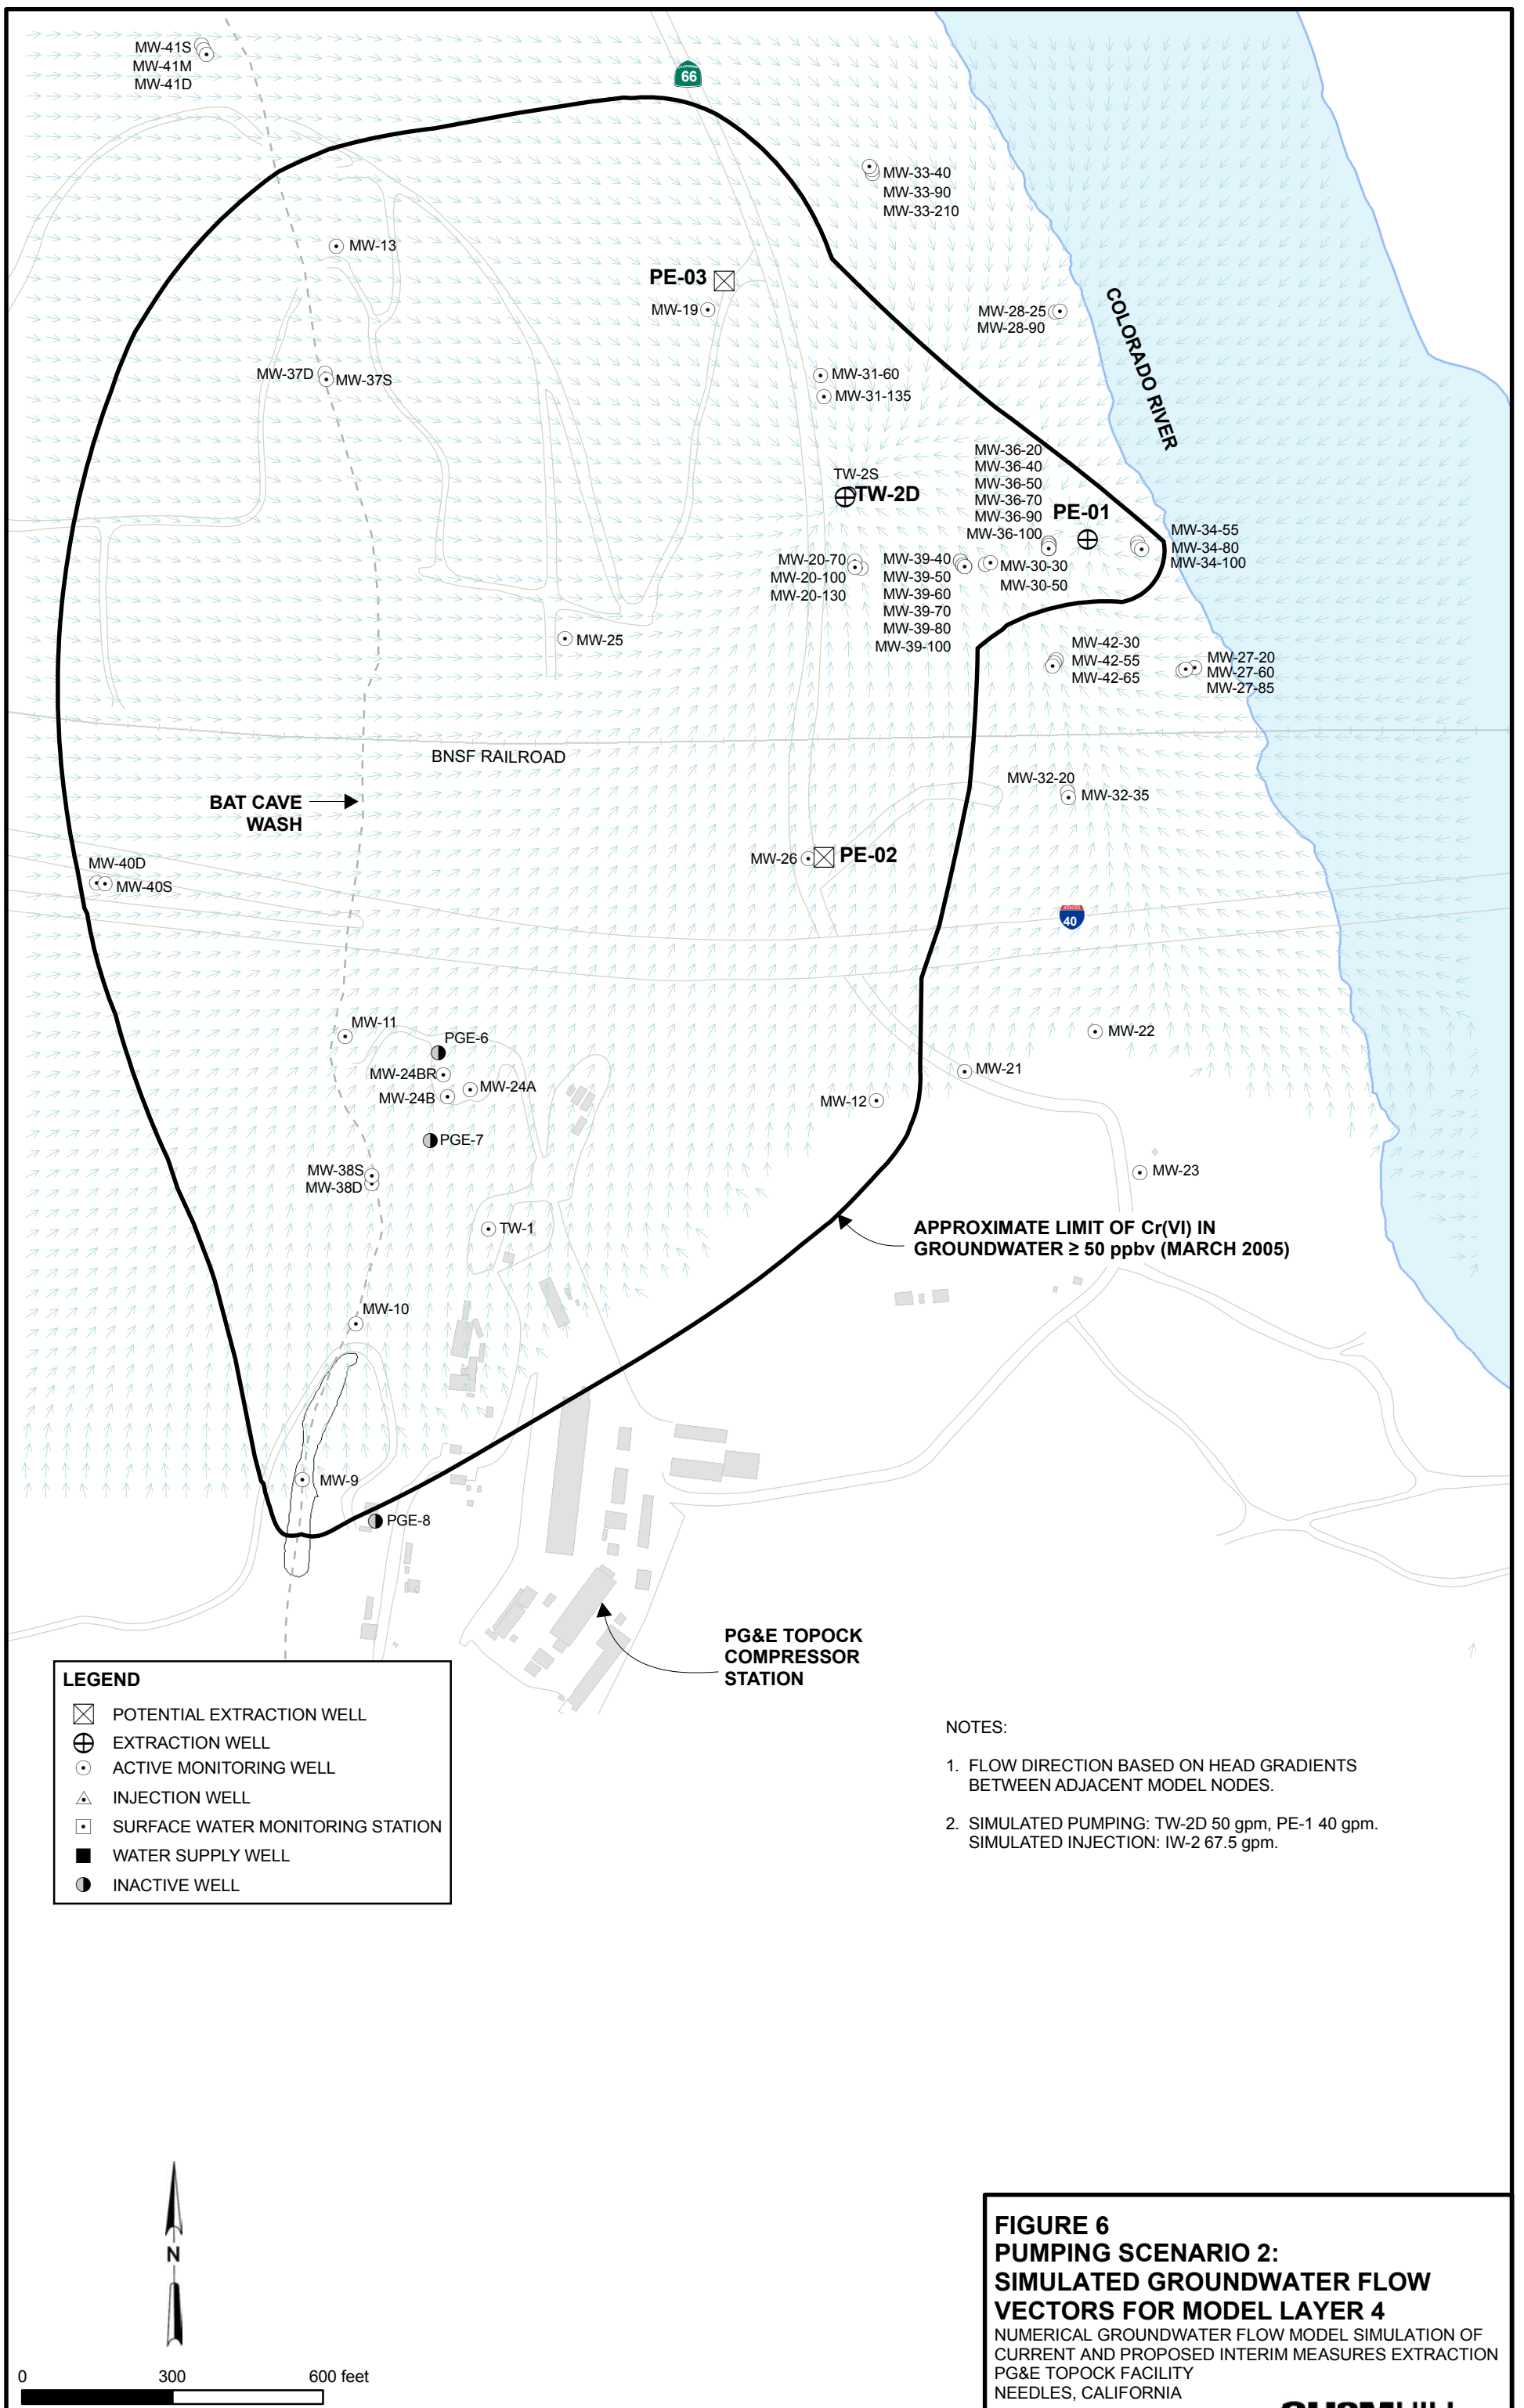 MW-41S
MW-41M
MW-41D
CALIFORNIA
66
MW-33-40
MW-33-90
MW-33-210
MW-13
PE-03
MW-19
MW-28-25
MW-28-90
COLORADO RIVER
MW-37D
MW-37S
MW-31-60
MW-31-135
TW-2S
TW-2D
MW-36-20
MW-36-40
MW-36-50
MW-36-70
MW-36-90
MW-36-100
PE-01
MW-34-55
MW-34-80
MW-34-100
MW-20-70
MW-20-100
MW-20-130
MW-39-40
MW-39-50
MW-39-60
MW-39-70
MW-39-80
MW-39-100
MW-30-30
MW-30-50
MW-25
MW-42-30
MW-42-55
MW-42-65
MW-27-20
MW-27-60
MW-27-85
BNSF RAILROAD
BAT CAVE
WASH
MW-32-20
MW-32-35
MW-26
PE-02
MW-40D
MW-40S
40
MW-11
PGE-6
MW-24BR
MW-24A
MW-24B
MW-22
MW-21
MW-12
PGE-7
MW-38S
MW-38D
MW-23
TW-1
APPROXIMATE LIMIT OF Cr(VI) IN
GROUNDWATER ≥ 50 ppbv (MARCH 2005)
MW-10
MW-9
PGE-8
PG&E TOPOCK
COMPRESSOR
STATION
LEGEND
POTENTIAL EXTRACTION WELL
EXTRACTION WELL
ACTIVE MONITORING WELL
INJECTION WELL
SURFACE WATER MONITORING STATION
WATER SUPPLY WELL
INACTIVE WELL
NOTES:
1. FLOW DIRECTION BASED ON HEAD GRADIENTS
BETWEEN ADJACENT MODEL NODES.
2. SIMULATED PUMPING: TW-2D 50 gpm, PE-1 40 gpm.
SIMULATED INJECTION: IW-2 67.5 gpm.
N
0 300 600 feet
FIGURE 6
PUMPING SCENARIO 2:
SIMULATED GROUNDWATER FLOW
VECTORS FOR MODEL LAYER 4
NUMERICAL GROUNDWATER FLOW MODEL SIMULATION OF
CURRENT AND PROPOSED INTERIM MEASURES EXTRACTION
PG&E TOPOCK FACILITY
NEEDLES, CALIFORNIA